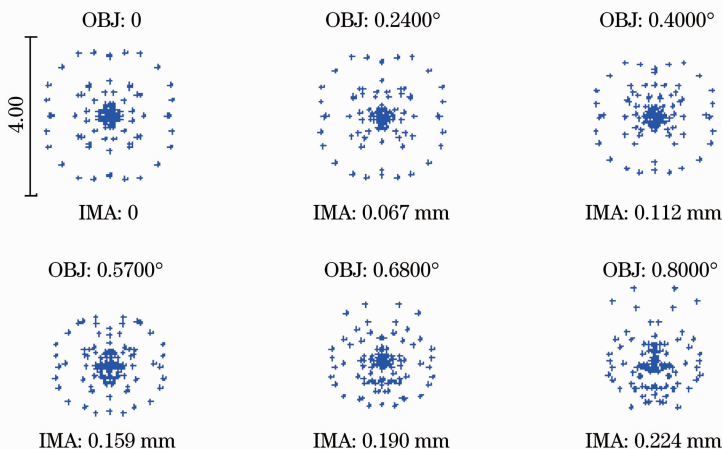 OBJ: 0
OBJ: 0.2400°
OBJ: 0.4000°
4.00
IMA: 0
IMA: 0.067 mm
IMA: 0.112 mm
OBJ: 0.5700°
OBJ: 0.6800°
OBJ: 0.8000°
IMA: 0.159 mm
IMA: 0.190 mm
IMA: 0.224 mm